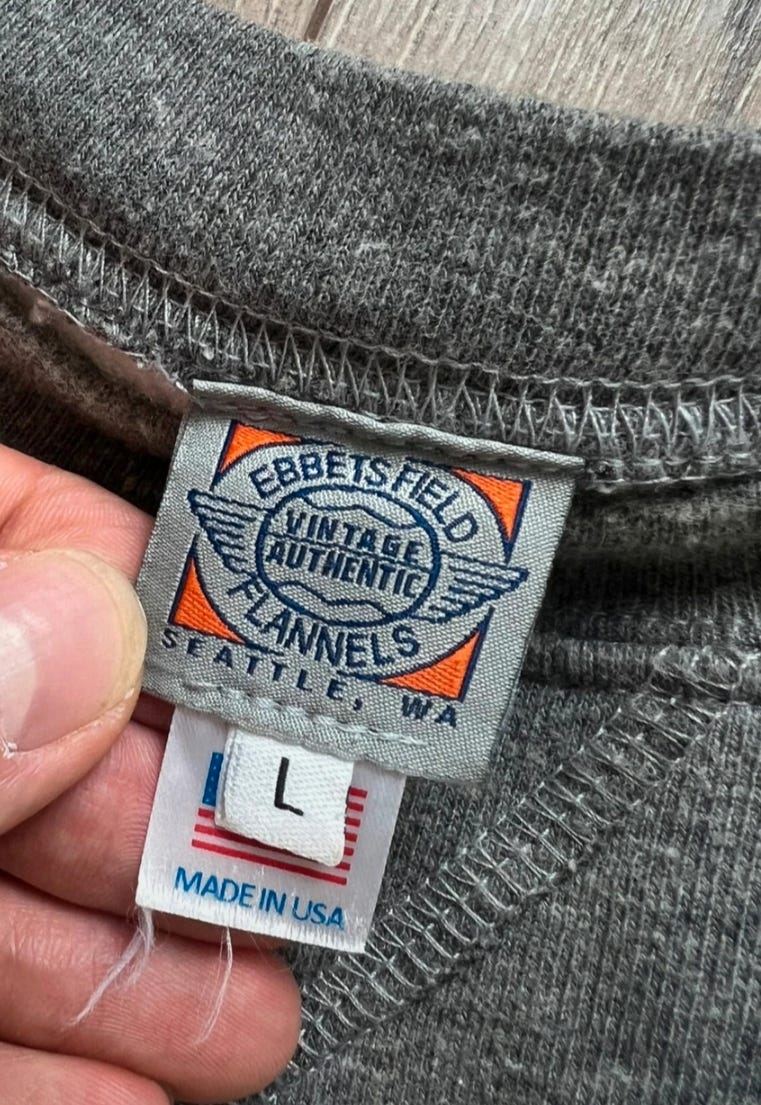 EBBETS FIELD
VINTAGE
AUTHENTIC
FLANNELS
SEATTLE, WA
L
MADE IN USA